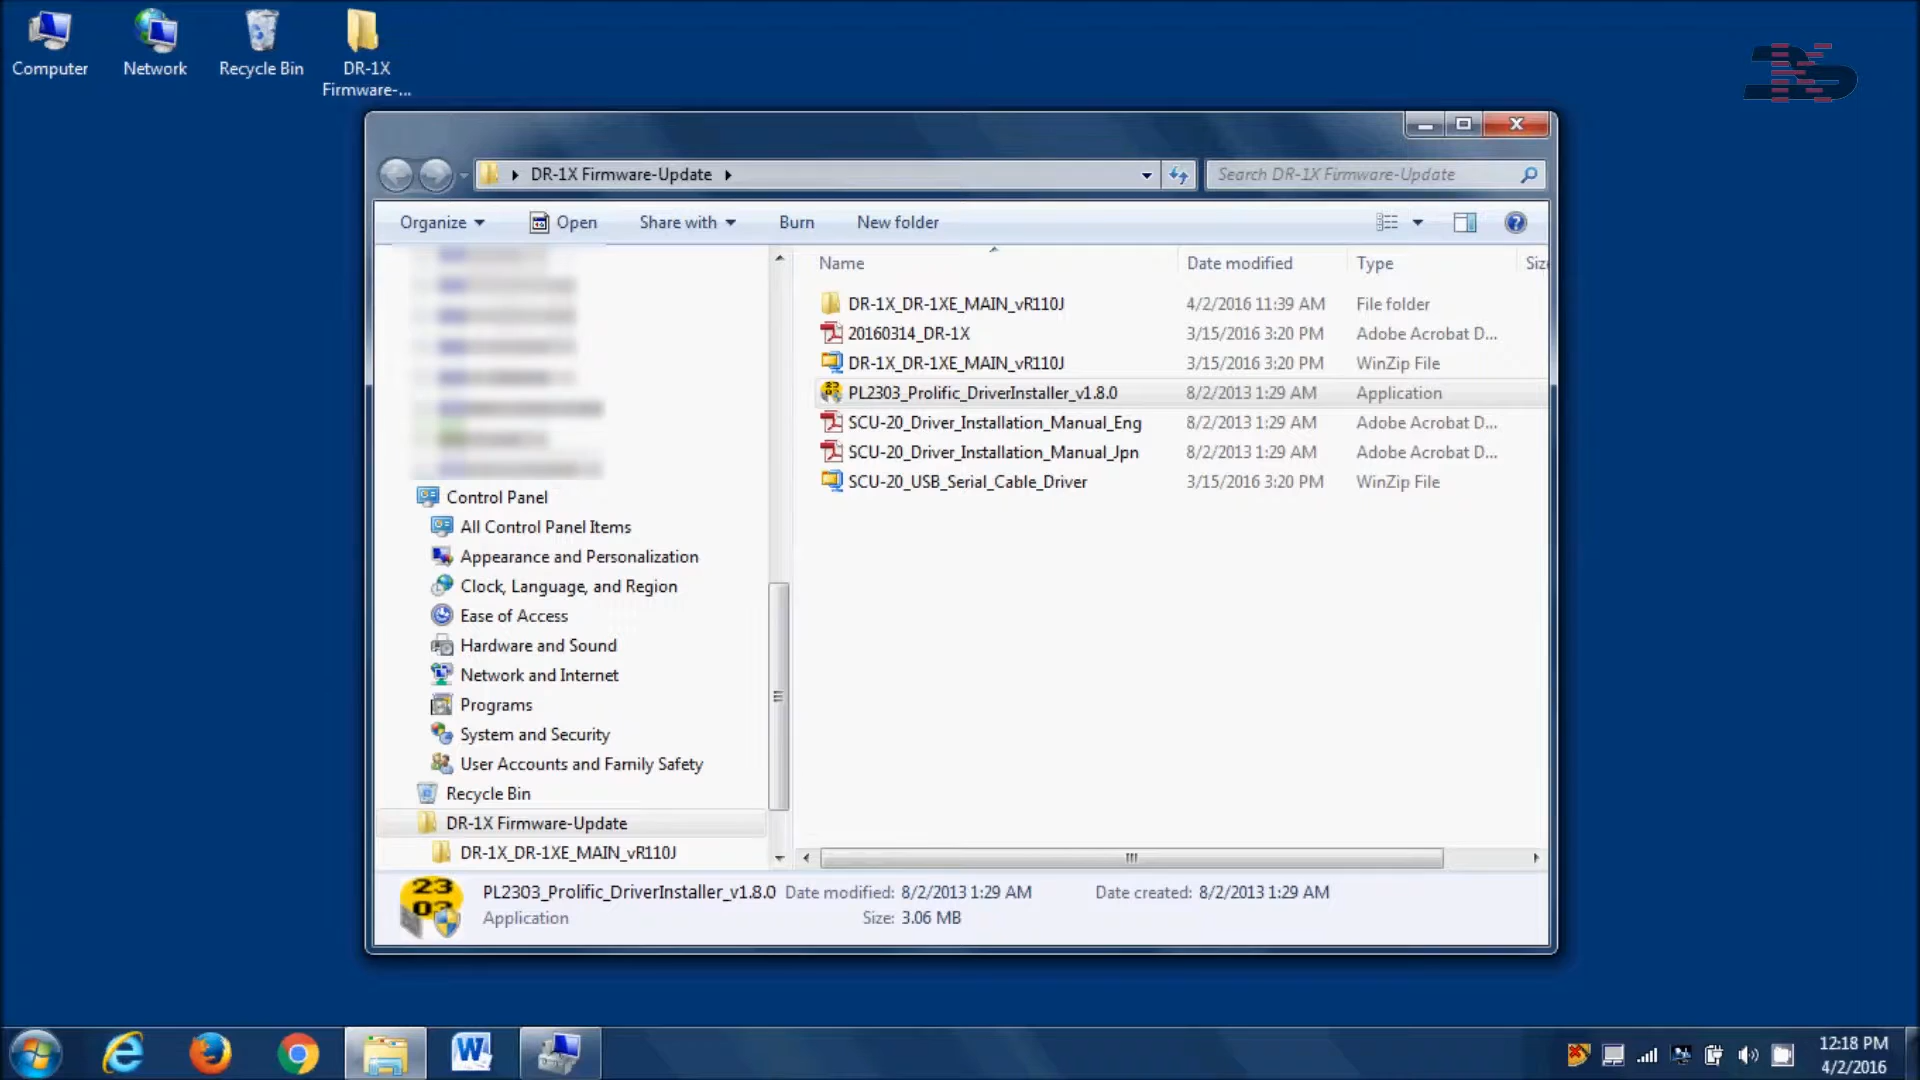 Computer
Network
Recycle Bin
DR-1X
Firmware-...
DR-1X Firmware-Update
Search DR-1X Firmware-Update
Organize
Open
Share with
Burn
New folder
Name Date modified Type Siz
DR-1X_DR-1XE_MAIN_vR110J 4/2/2016 11:39 AM File folder
20160314_DR-1X 3/15/2016 3:20 PM Adobe Acrobat D...
DR-1X_DR-1XE_MAIN_vR110J 3/15/2016 3:20 PM WinZip File
PL2303_Prolific_DriverInstaller_v1.8.0 8/2/2013 1:29 AM Application
SCU-20_Driver_Installation_Manual_Eng 8/2/2013 1:29 AM Adobe Acrobat D...
SCU-20_Driver_Installation_Manual_Jpn 8/2/2013 1:29 AM Adobe Acrobat D...
SCU-20_USB_Serial_Cable_Driver 3/15/2016 3:20 PM WinZip File
Control Panel
All Control Panel Items
Appearance and Personalization
Clock, Language, and Region
Ease of Access
Hardware and Sound
Network and Internet
Programs
System and Security
User Accounts and Family Safety
Recycle Bin
DR-1X Firmware-Update
DR-1X_DR-1XE_MAIN_vR110J
23
03
PL2303_Prolific_DriverInstaller_v1.8.0 Date modified: 8/2/2013 1:29 AM Date created: 8/2/2013 1:29 AM
Application Size: 3.06 MB
12:18 PM
4/2/2016